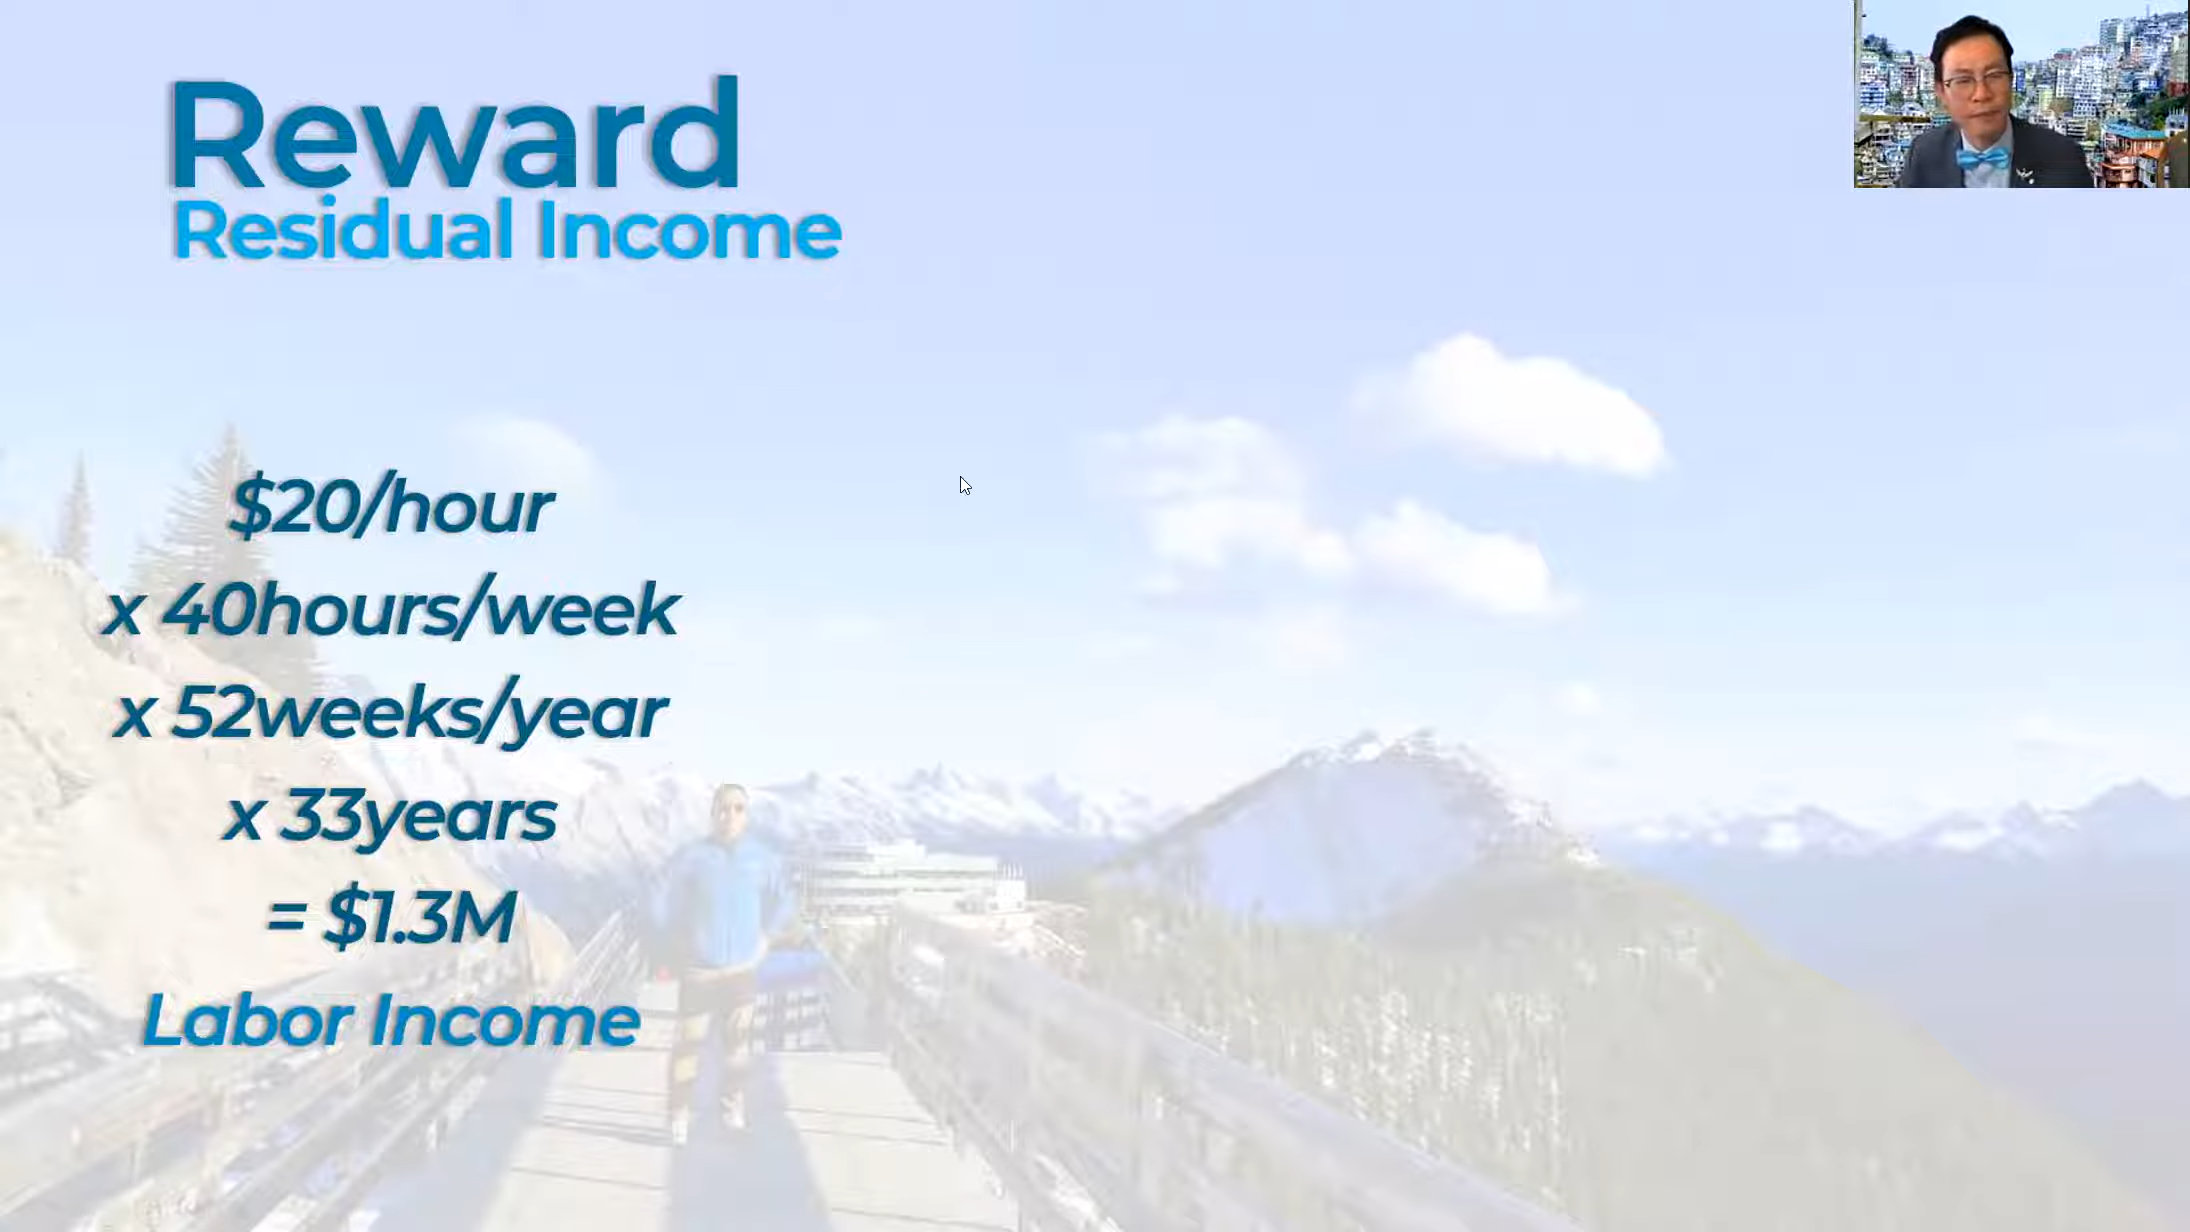 Reward
Residual Income
$20/hour
x 40hours/week
x 52weeks/year
x 33years
= $1.3M
Labor Income